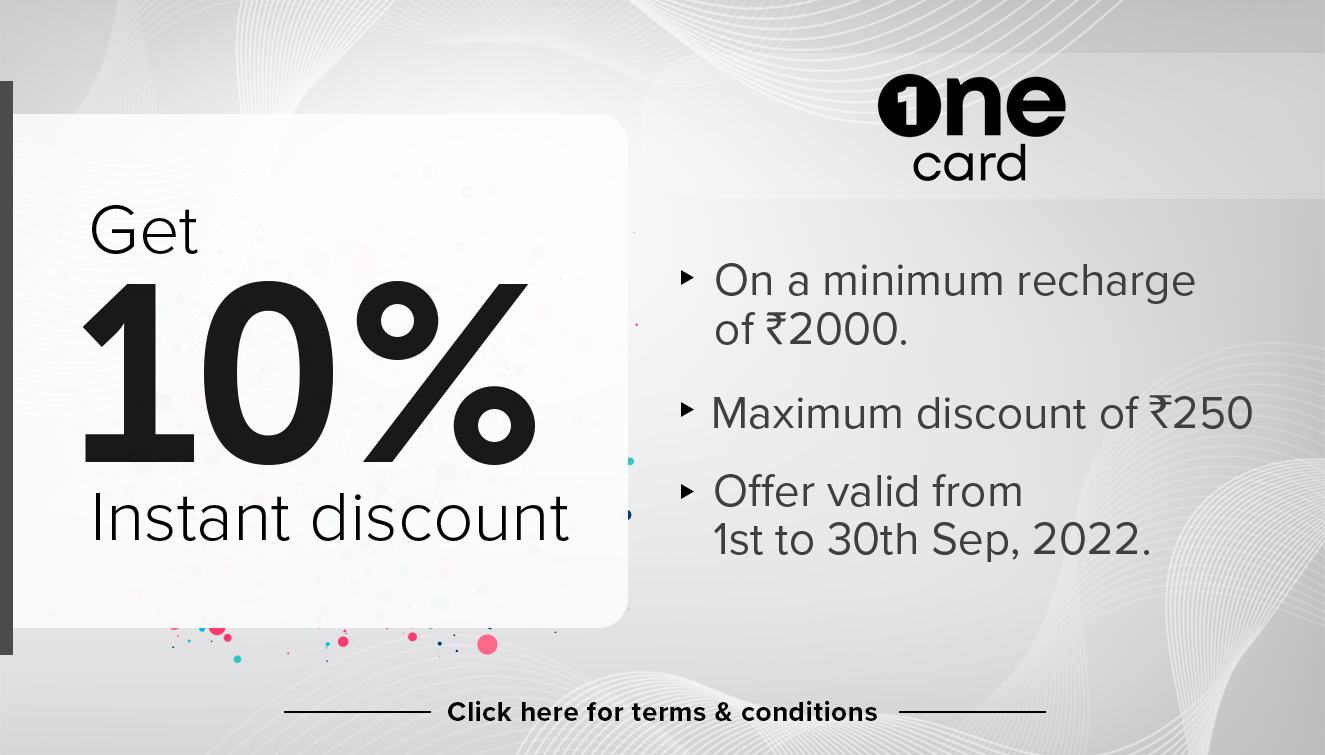 Get
10%
Instant discount
1ne
card
On a minimum recharge
of ₹2000.
Maximum discount of ₹250
Offer valid from
1st to 30th Sep, 2022.
Click here for terms & conditions